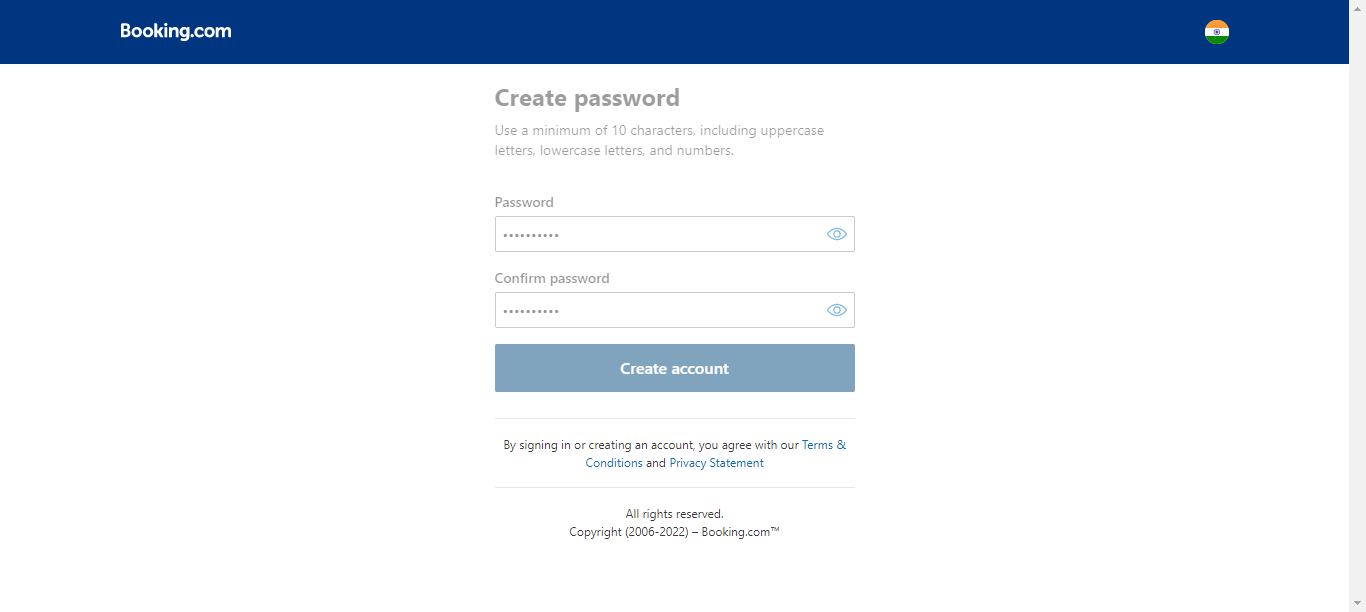 Booking.com
Create password
Use a minimum of 10 characters, including uppercase
letters, lowercase letters, and numbers.
Password
••••••••••
Confirm password
••••••••••
Create account
By signing in or creating an account, you agree with our Terms &
Conditions and Privacy Statement
All rights reserved.
Copyright (2006-2022) – Booking.com™